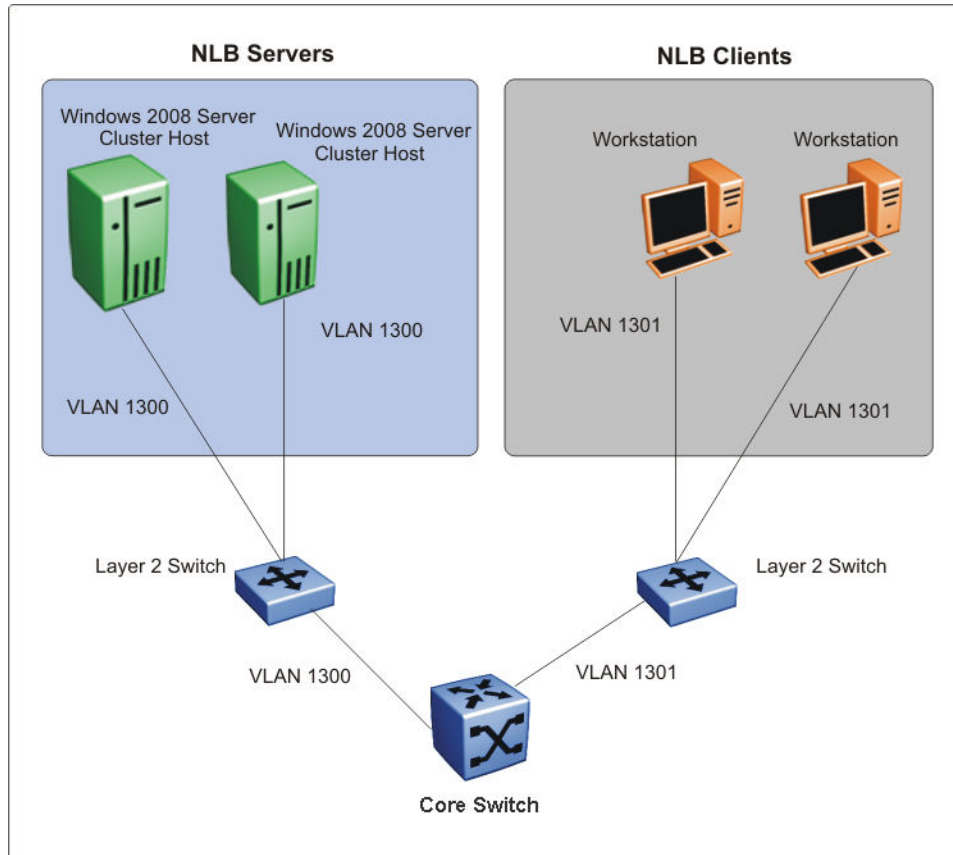 NLB Servers
NLB Clients
Windows 2008 Server
Cluster Host
Windows 2008 Server
Cluster Host
Workstation
Workstation
VLAN 1300
VLAN 1301
VLAN 1300
VLAN 1301
Layer 2 Switch
Layer 2 Switch
VLAN 1300
VLAN 1301
Core Switch